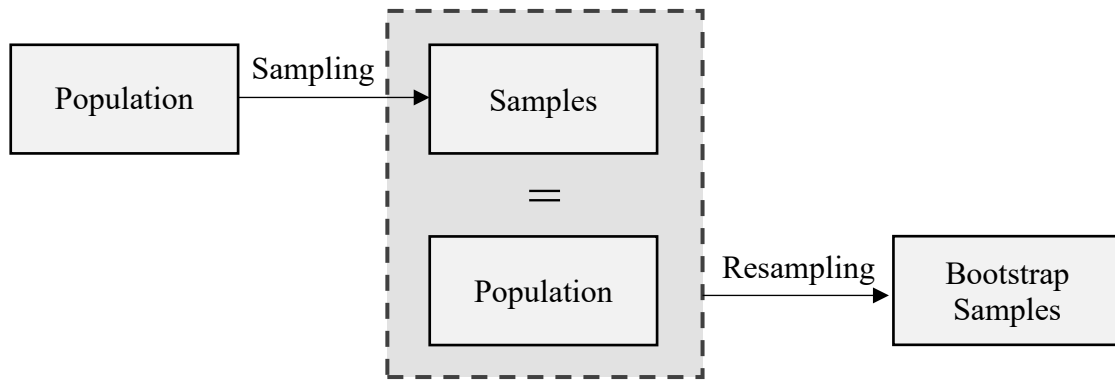 Population
Sampling
Samples
=
Population
Resampling
Bootstrap
Samples